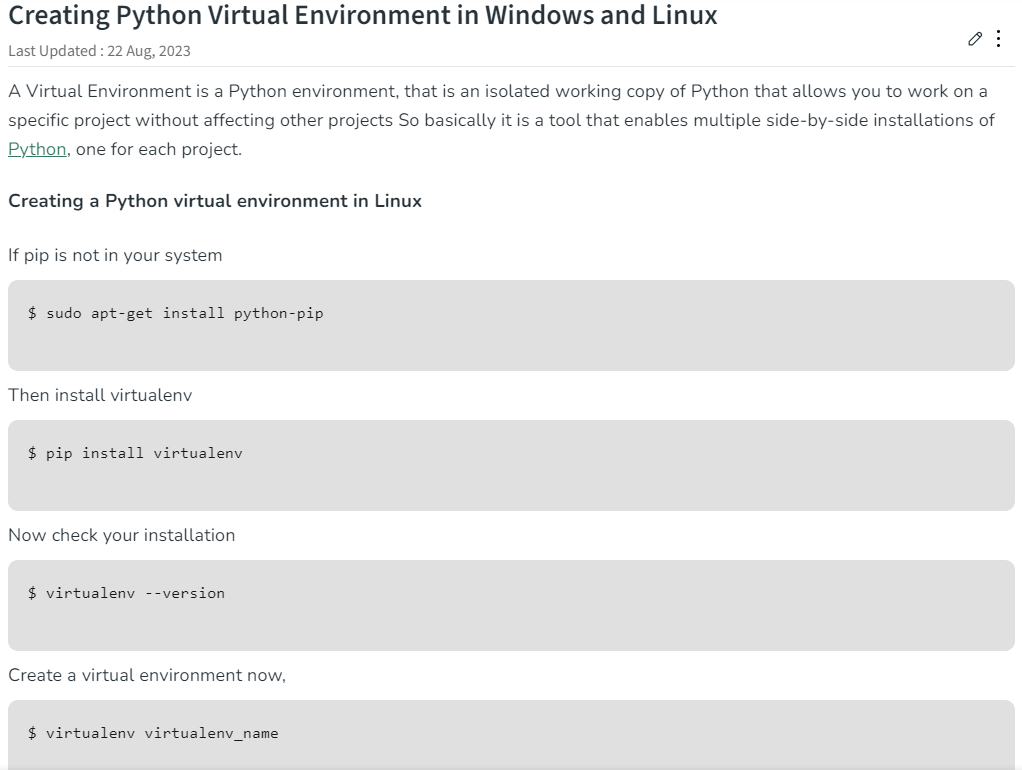 Creating Python Virtual Environment in Windows and Linux
Last Updated : 22 Aug, 2023
A Virtual Environment is a Python environment, that is an isolated working copy of Python that allows you to work on a
specific project without affecting other projects So basically it is a tool that enables multiple side-by-side installations of
Python, one for each project.
Creating a Python virtual environment in Linux
If pip is not in your system
$ sudo apt-get install python-pip
Then install virtualenv
$ pip install virtualenv
Now check your installation
$ virtualenv --version
Create a virtual environment now,
$ virtualenv virtualenv_name